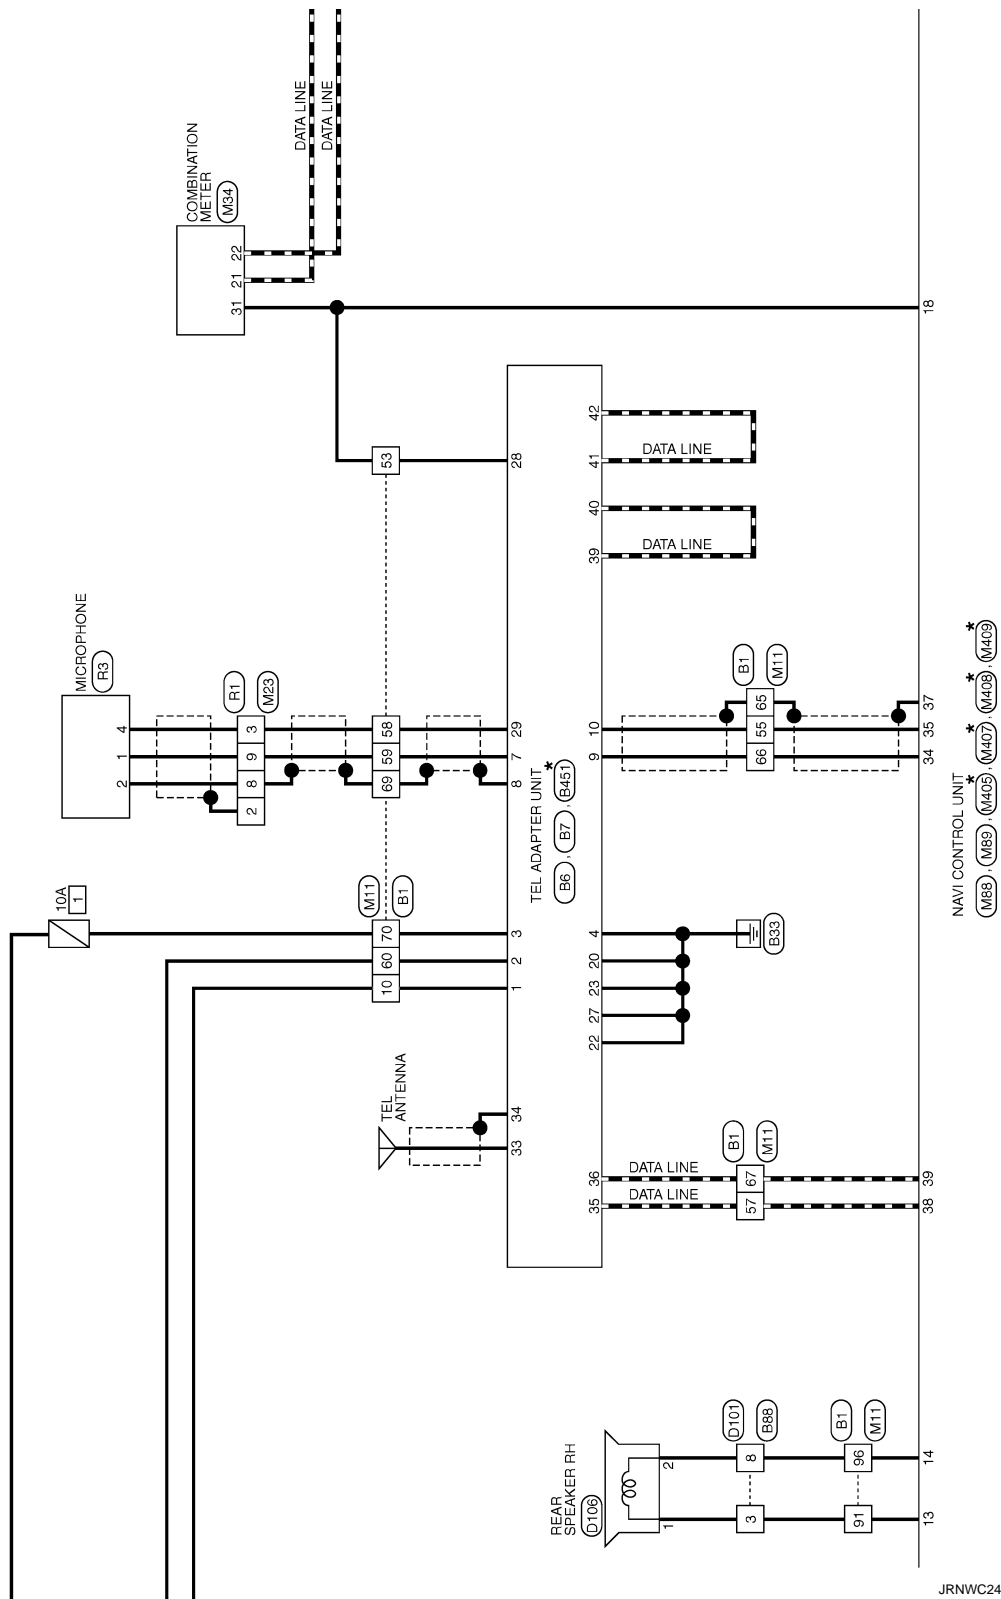 DATA LINE
DATA LINE
COMBINATION
METER
M34
22
21
31
18
53
28
42
41
DATA LINE
40
39
DATA LINE
MICROPHONE
R3
4
1
2
R1
M23
3
9
8
2
58
59
69
29
7
8
10
9
B1
M11
65
55
66
37
35
34
TEL ADAPTER UNIT
B6 , B7 , B451 *
NAVI CONTROL UNIT
M88 , M89 , M405 * , M407 * , M408 * , M409 *
10A
1
M11
B1
70
60
10
3
2
1
4
20
23
27
22
B33
TEL
ANTENNA
34
33
36
35
DATA LINE
DATA LINE
B1
M11
67
57
39
38
REAR
SPEAKER RH
D106
2
1
D101
B88
8
3
B1
M11
96
91
14
13
JRNWC24